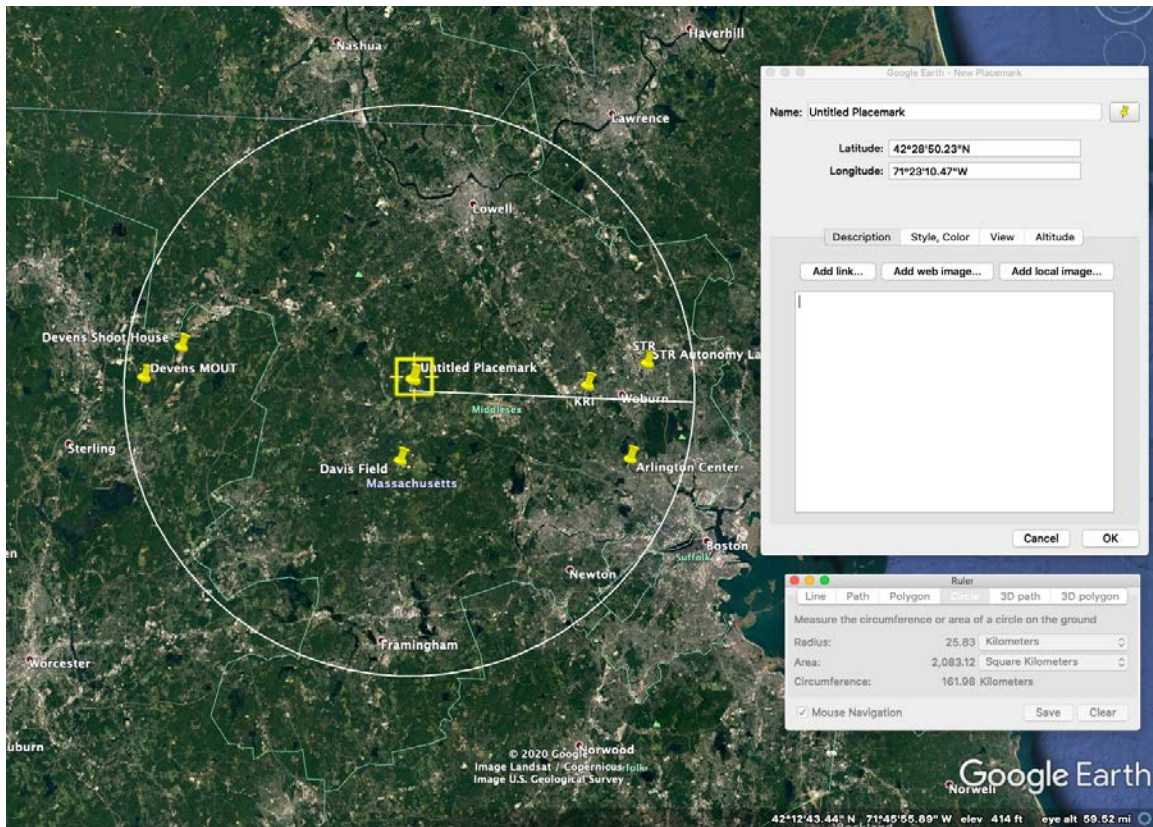 Nashua
Haverhill
Lawrence
Lowell
Devens Shoot House
Devens MOUT
Untitled Placemark
STR
STR Autonomy La
KRI
Woburn
Middlesex
Sterling
Davis Field
Massachusetts
Arlington Center
Boston
Suffolk
Newton
Framingham
Worcester
uburn
en
Norwood
folk
© 2020 Google
Image Landsat / Copernicus
Image U.S. Geological Survey
Norwell
Google Earth
42°12'43.44" N 71°45'55.89" W elev 414 ft eye alt 59.52 mi
Google Earth - New Placemark
Name: Untitled Placemark
Latitude: 42°28'50.23"N
Longitude: 71°23'10.47"W
Description Style, Color View Altitude
Add link... Add web image... Add local image...
Cancel OK
Ruler
Line Path Polygon Circle 3D path 3D polygon
Measure the circumference or area of a circle on the ground
Radius: 25.83 Kilometers
Area: 2,083.12 Square Kilometers
Circumference: 161.98 Kilometers
Mouse Navigation Save Clear